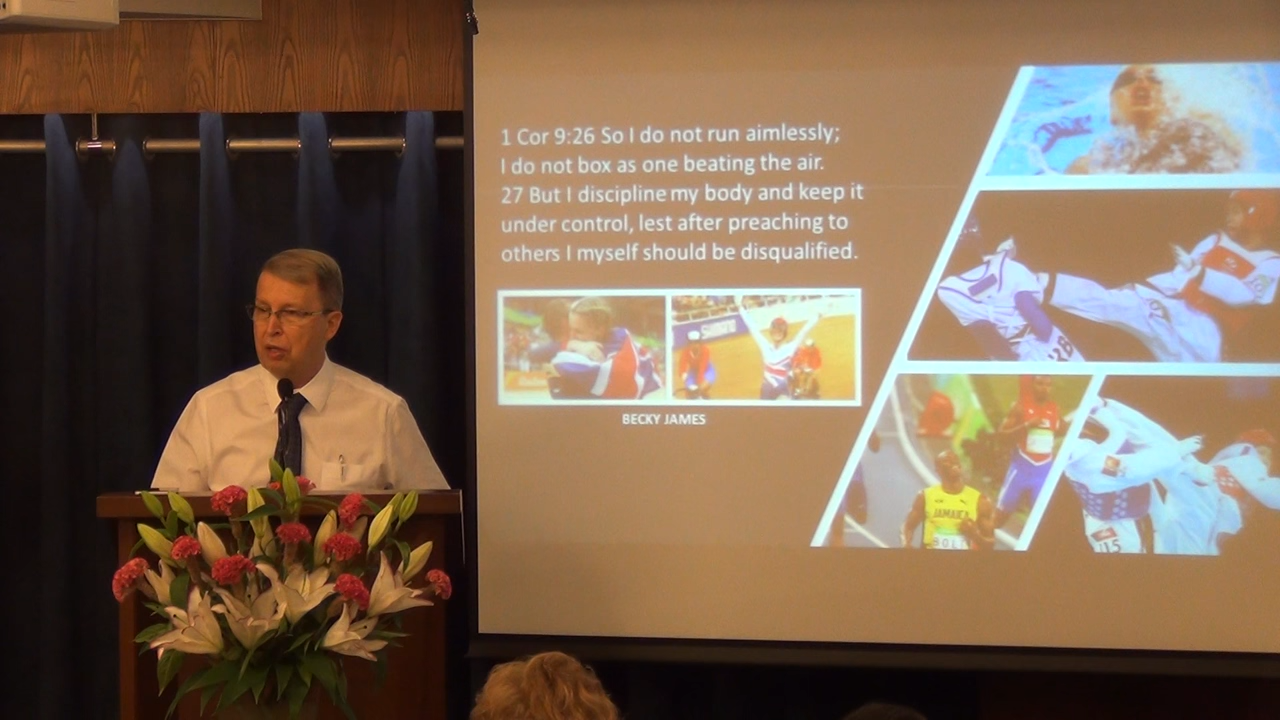 1 Cor 9:26 So I do not run aimlessly;
I do not box as one beating the air.
27 But I discipline my body and keep it
under control, lest after preaching to
others I myself should be disqualified.
BECKY JAMES
JAMAICA
BOLT